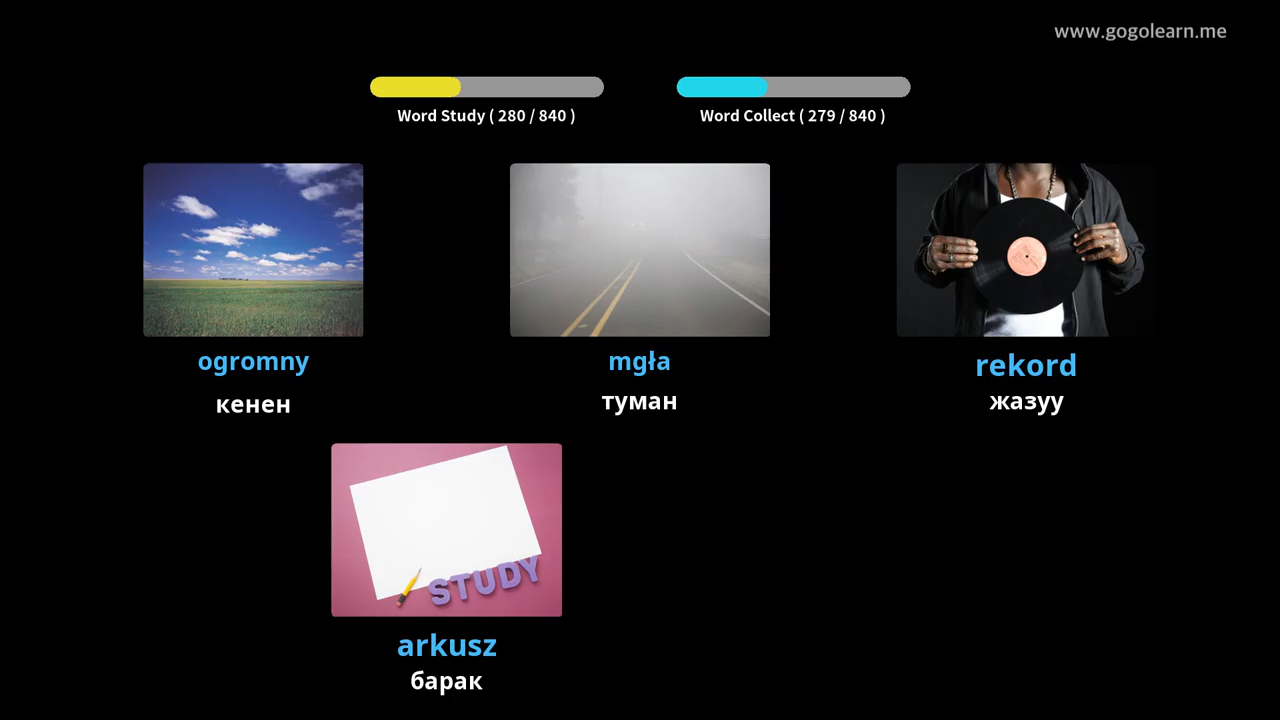 www.gogolearn.me
Word Study ( 280 / 840 )
Word Collect ( 279 / 840 )
ogromny
кенен
mgła
туман
rekord
жазуу
STUDY
arkusz
барак